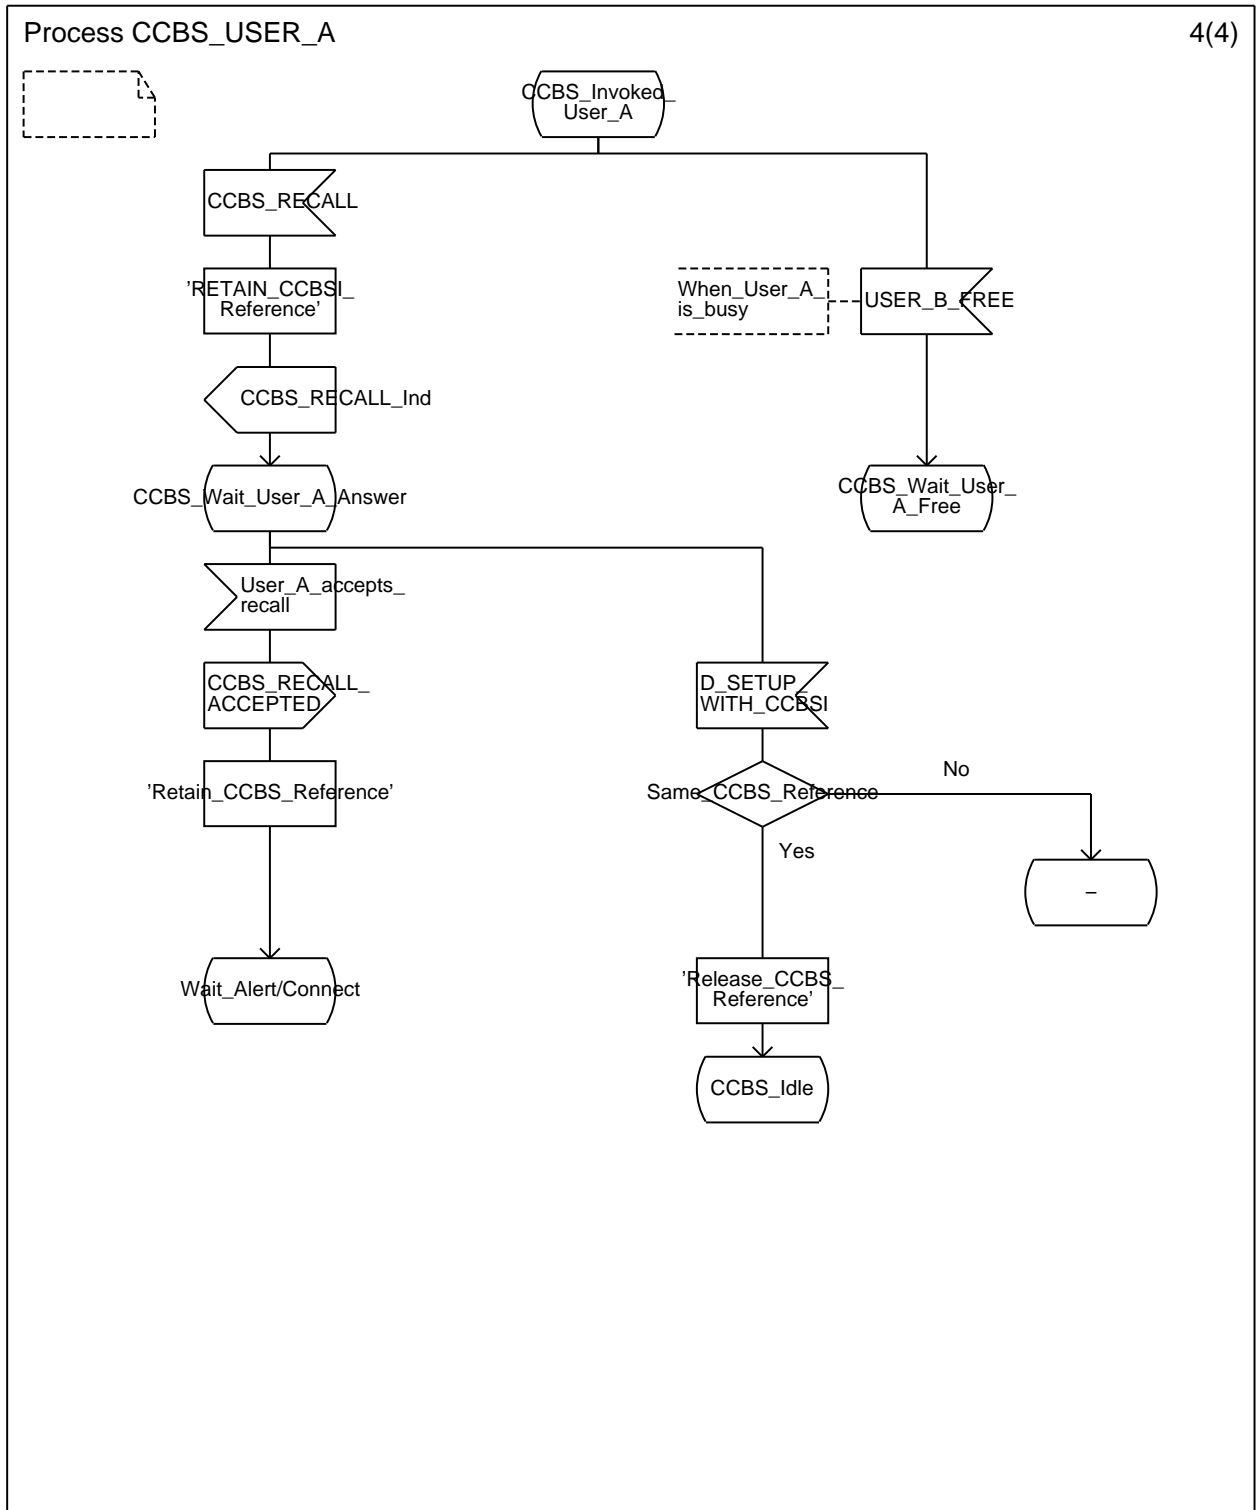 Process CCBS_USER_A
4(4)
CCBS_Invoked_
User_A
CCBS_RECALL
'RETAIN_CCBSI_
Reference'
When_User_A_
is_busy
USER_B_FREE
CCBS_RECALL_Ind
CCBS_Wait_User_A_Answer
CCBS_Wait_User_
A_Free
User_A_accepts_
recall
CCBS_RECALL_
ACCEPTED
D_SETUP_
WITH_CCBSI
'Retain_CCBS_Reference'
Same_CCBS_Reference
No
Yes
–
Wait_Alert/Connect
'Release_CCBS_
Reference'
CCBS_Idle